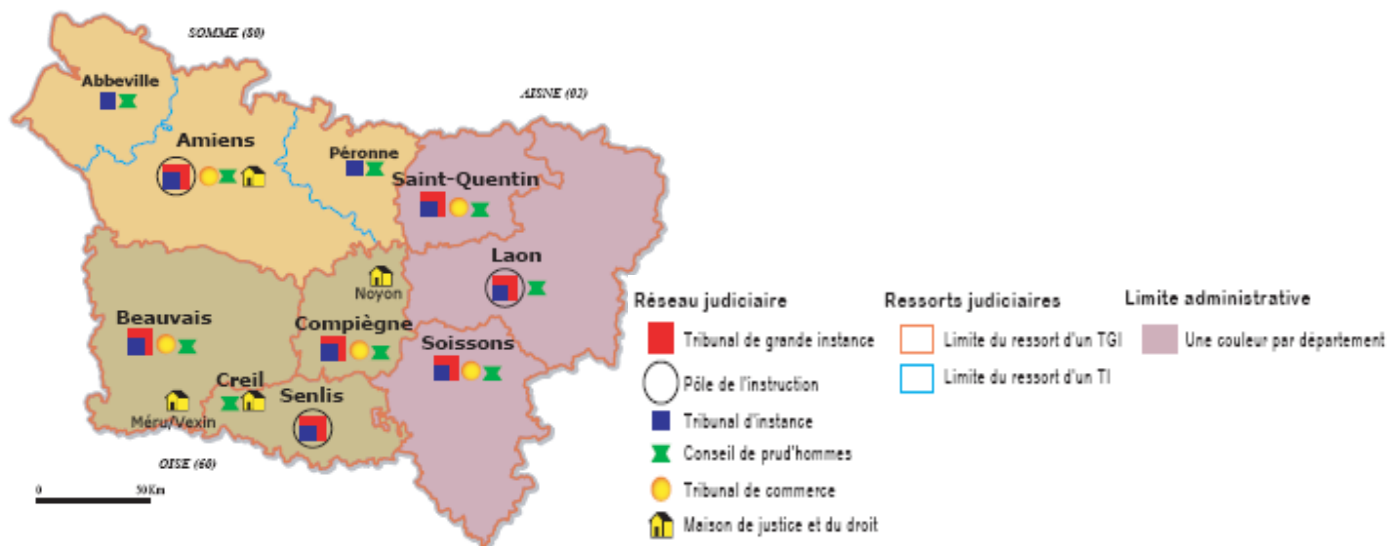 SOMME (80)
Abbeville
AISNE (02)
Amiens
Péronne
Saint-Quentin
Laon
Noyon
Beauvais
Compiègne
Soissons
Creil
Senlis
Méru/Vexin
OISE (60)
0 50Km
Réseau judiciaire
Tribunal de grande instance
Pôle de l'instruction
Tribunal d'instance
Conseil de prud'hommes
Tribunal de commerce
Maison de justice et du droit
Ressorts judiciaires
Limite du ressort d'un TGI
Limite du ressort d'un TI
Limite administrative
Une couleur par département